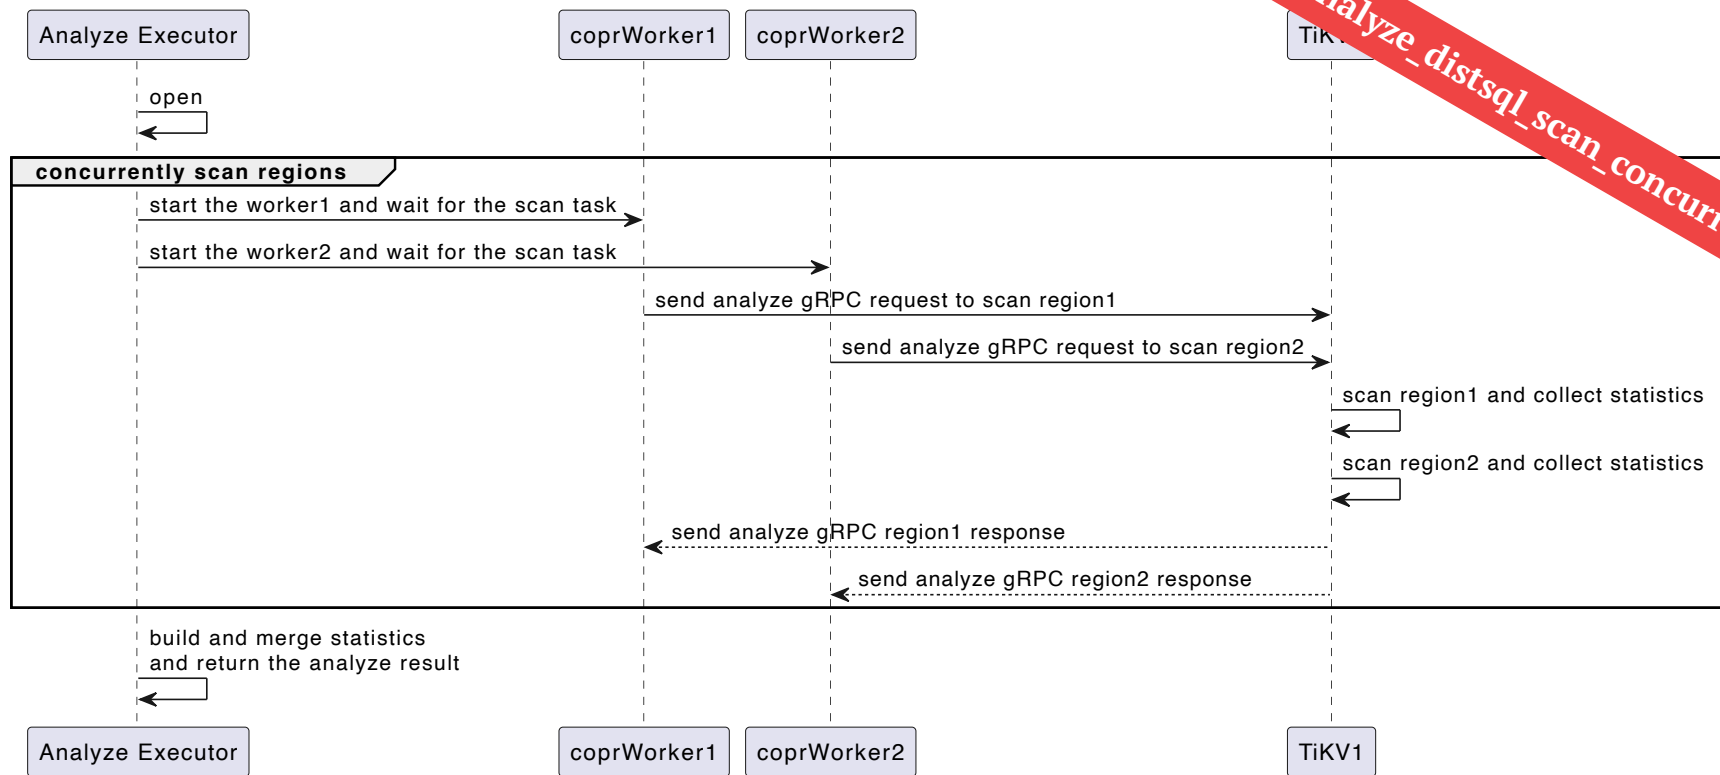 Analyze Executor
coprWorker1
coprWorker2
open
concurrently scan regions
start the worker1 and wait for the scan task
start the worker2 and wait for the scan task
send analyze gRPC request to scan region1
send analyze gRPC request to scan region2
scan region1 and collect statistics
scan region2 and collect statistics
send analyze gRPC region1 response
send analyze gRPC region2 response
build and merge statistics
and return the analyze result
Analyze Executor
coprWorker1
coprWorker2
TiKV1